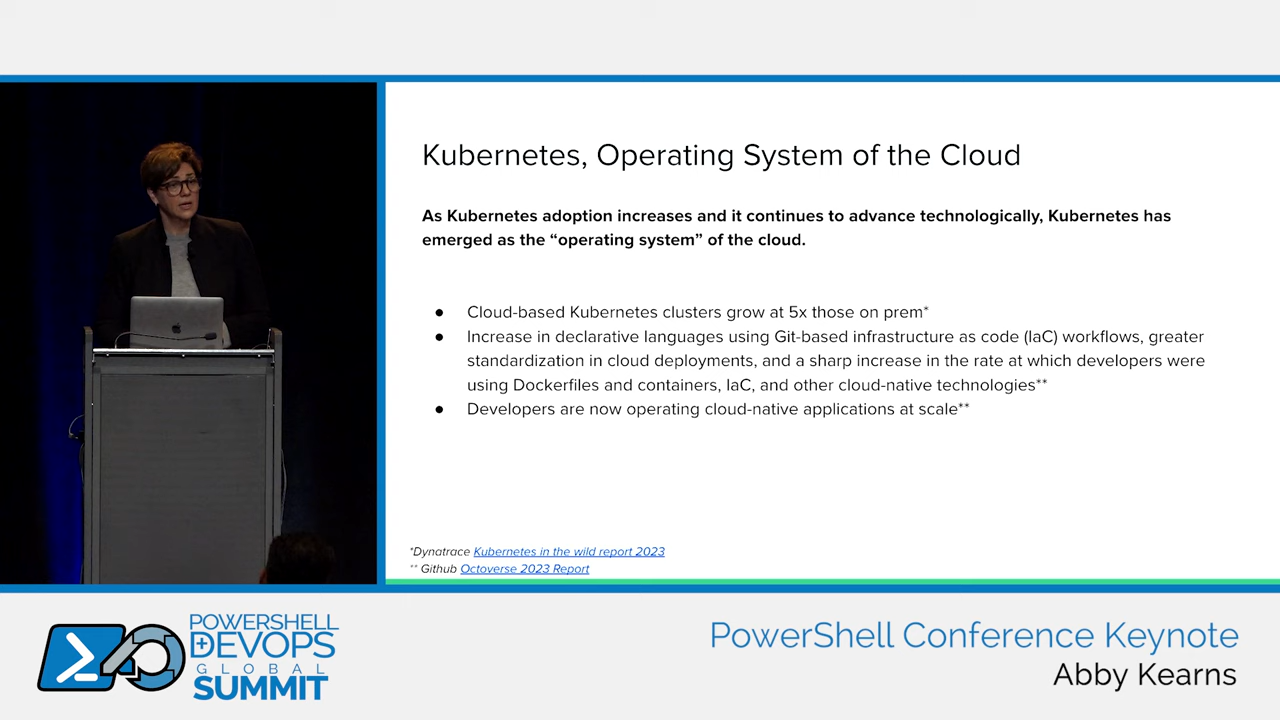 Kubernetes, Operating System of the Cloud
As Kubernetes adoption increases and it continues to advance technologically, Kubernetes has
emerged as the “operating system” of the cloud.
● Cloud-based Kubernetes clusters grow at 5x those on prem*
● Increase in declarative languages using Git-based infrastructure as code (IaC) workflows, greater
standardization in cloud deployments, and a sharp increase in the rate at which developers were
using Dockerfiles and containers, IaC, and other cloud-native technologies**
● Developers are now operating cloud-native applications at scale**
*Dynatrace Kubernetes in the wild report 2023
** Github Octoverse 2023 Report
POWERSHELL
+DEVOPS
GLOBAL
SUMMIT
PowerShell Conference Keynote
Abby Kearns